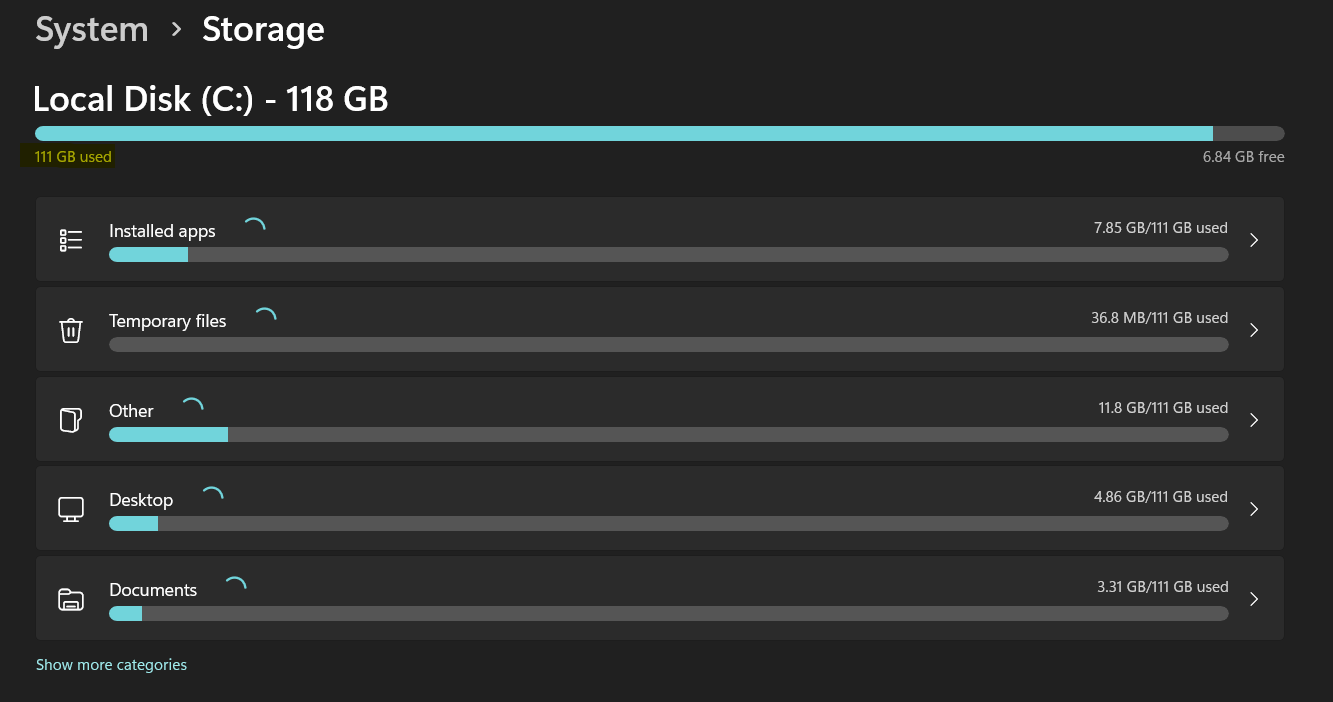 System > Storage
Local Disk (C:) - 118 GB
111 GB used
6.84 GB free
Installed apps
7.85 GB/111 GB used
Temporary files
36.8 MB/111 GB used
Other
11.8 GB/111 GB used
Desktop
4.86 GB/111 GB used
Documents
3.31 GB/111 GB used
Show more categories